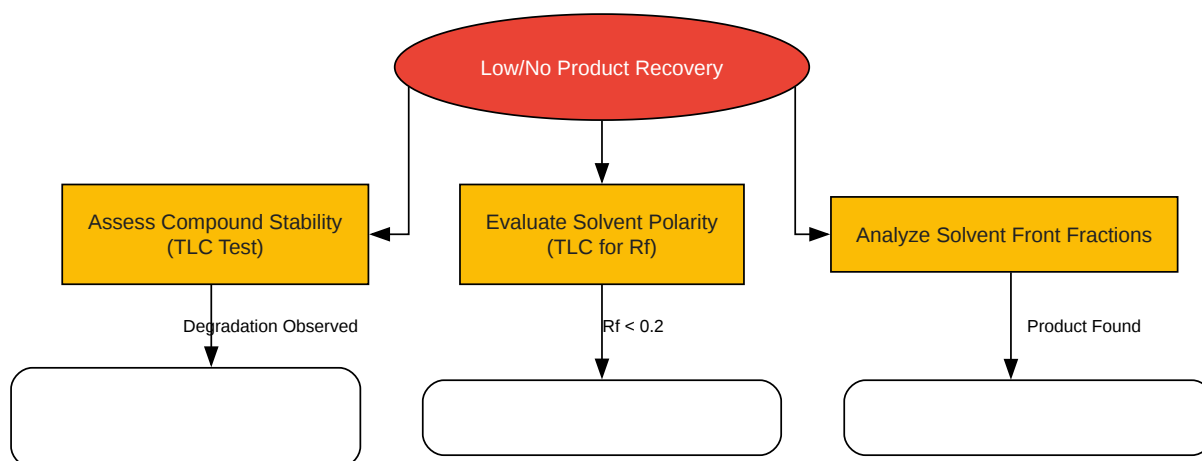 Low/No Product Recovery
Assess Compound Stability
(TLC Test)
Evaluate Solvent Polarity
(TLC for Rf)
Analyze Solvent Front Fractions
Degradation Observed
Rf < 0.2
Product Found